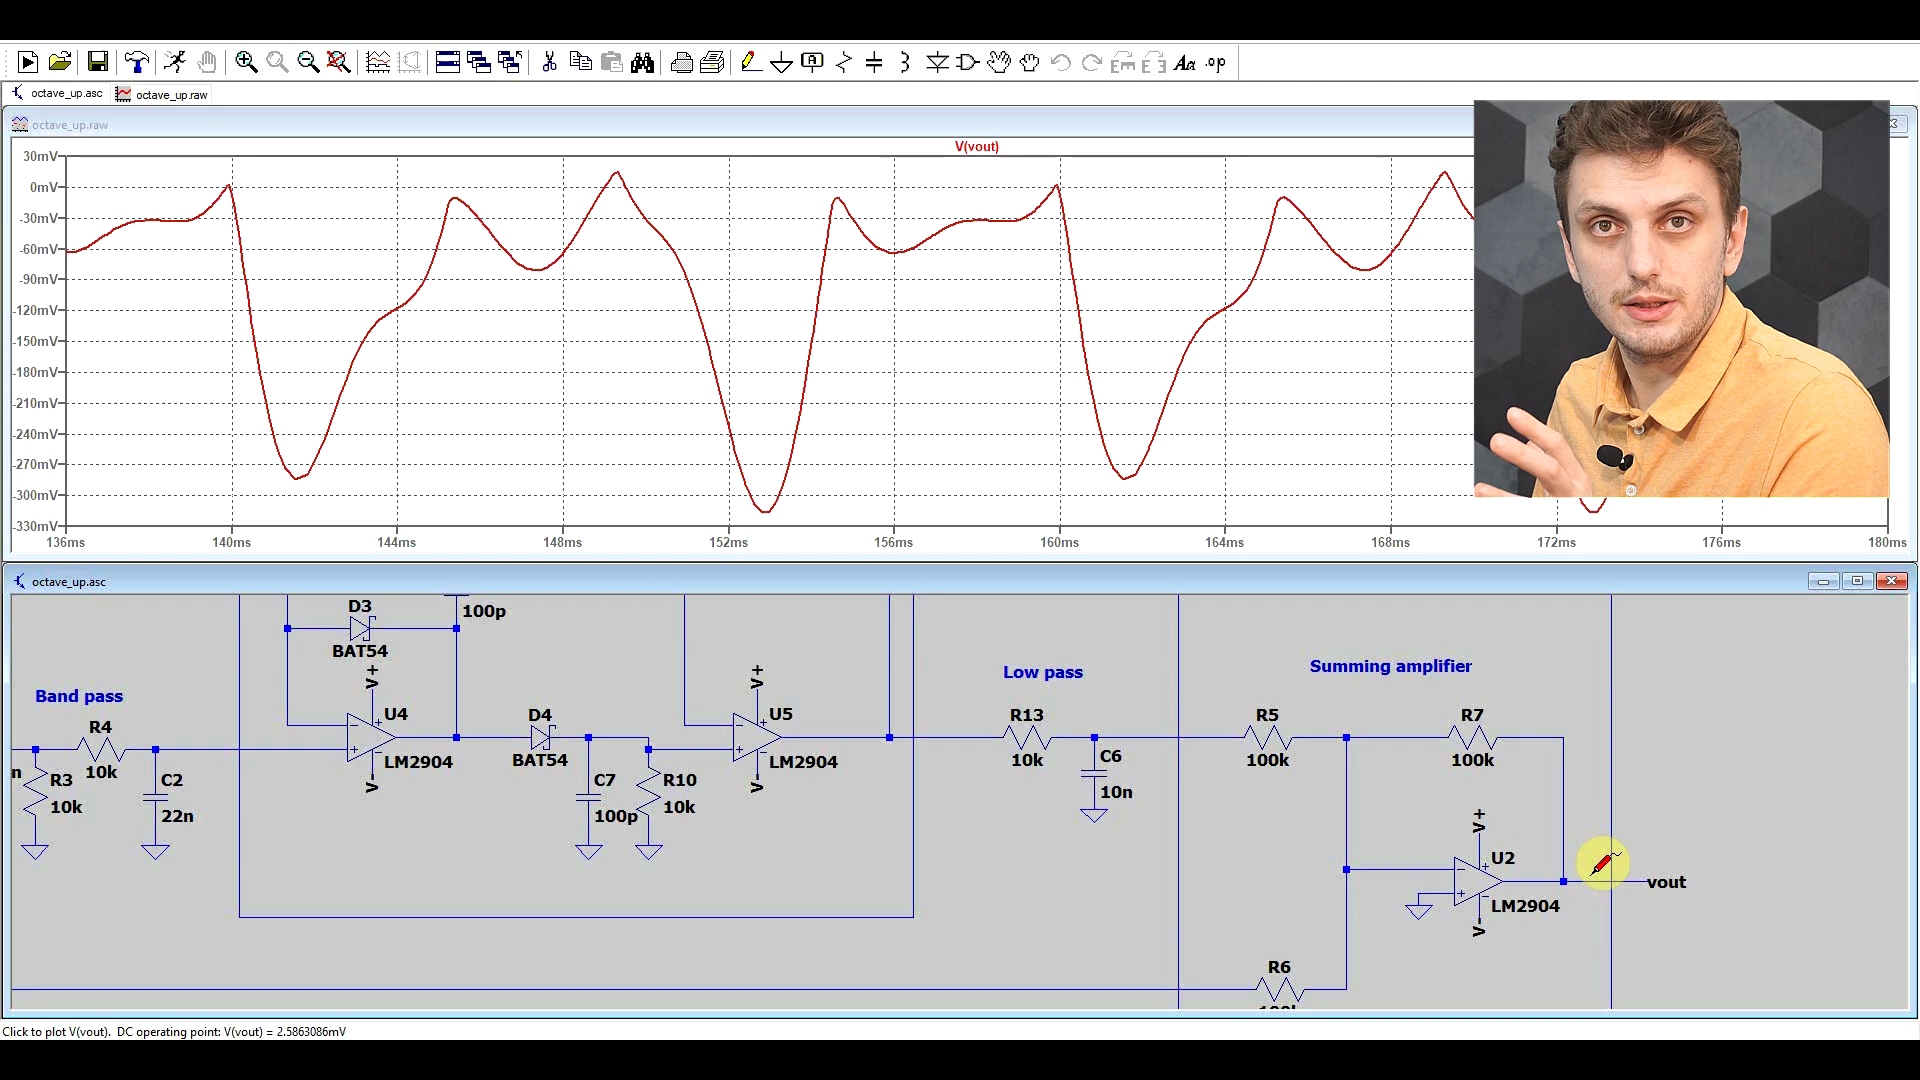 Aa .op
octave_up.asc octave_up.raw
octave_up.raw
V(vout)
30mV
0mV
-30mV
-60mV
-90mV
-120mV
-150mV
-180mV
-210mV
-240mV
-270mV
-300mV
-330mV
136ms 140ms 144ms 148ms 152ms 156ms 160ms 164ms 168ms 172ms 176ms 180ms
octave_up.asc
D3
100p
BAT54
V+
V+
Low pass
Summing amplifier
Band pass
R4
U4
D4
U5
R13
R5
R7
10k
LM2904
BAT54
LM2904
10k
C6
100k
100k
n R3
C2
V-
C7
R10
V-
10n
10k
22n
100p
10k
V+
U2
vout
LM2904
V-
R6
Click to plot V(vout). DC operating point: V(vout) = 2.5863086mV